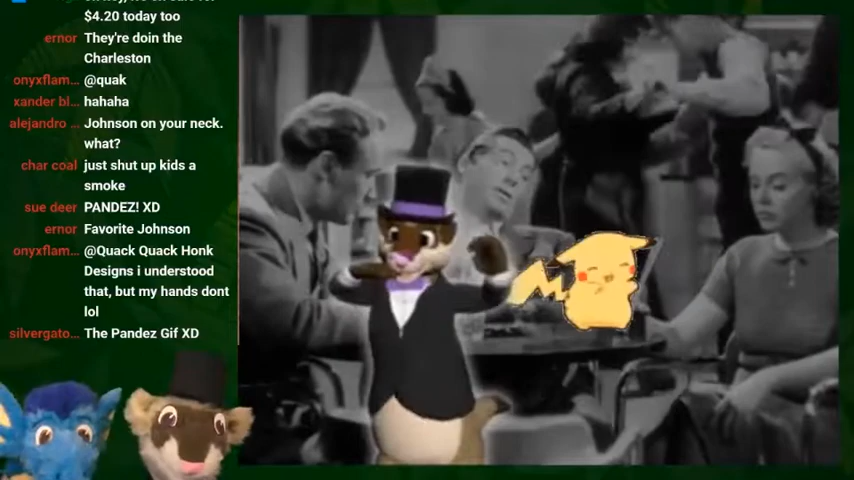 $4.20 today too
ernor They're doin the
Charleston
onyxflam... @quak
xander bl... hahaha
alejandro ... Johnson on your neck.
what?
char coal just shut up kids a
smoke
sue deer PANDEZ! XD
ernor Favorite Johnson
onyxflam... @Quack Quack Honk
Designs i understood
that, but my hands dont
lol
silvergato... The Pandez Gif XD